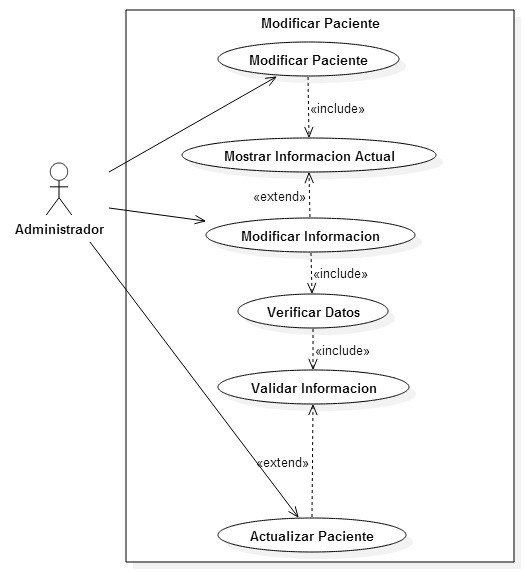 Modificar Paciente
Modificar Paciente
«include»
Mostrar Informacion Actual
«extend»
Administrador
Modificar Informacion
«include»
Verificar Datos
«include»
Validar Informacion
«extend»
Actualizar Paciente